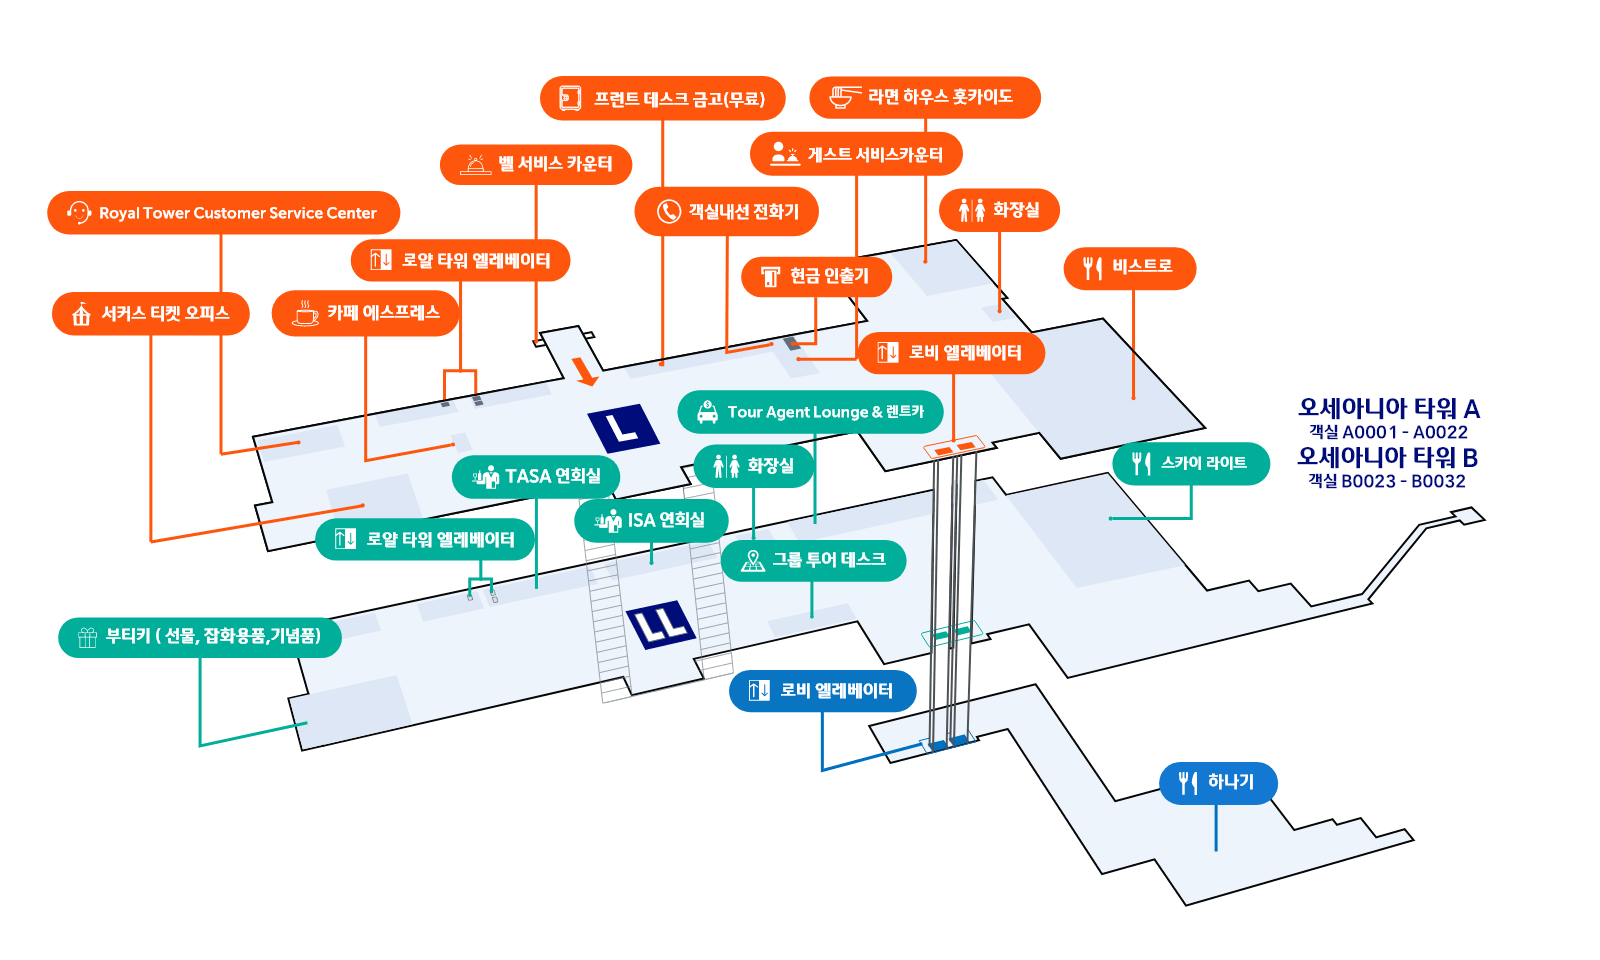 프런트 데스크 금고(무료)
라면 하우스 홋카이도
벨 서비스 카운터
게스트 서비스카운터
Royal Tower Customer Service Center
객실내선 전화기
화장실
로얄 타워 엘레베이터
현금 인출기
비스트로
서커스 티켓 오피스
카페 에스프레스
로비 엘레베이터
L
Tour Agent Lounge & 렌트카
오세아니아 타워 A
객실 A0001 - A0022
오세아니아 타워 B
객실 B0023 - B0032
스카이 라이트
화장실
TASA 연회실
ISA 연회실
로얄 타워 엘레베이터
그룹 투어 데스크
LL
부티키 ( 선물, 잡화용품,기념품)
로비 엘레베이터
하나기